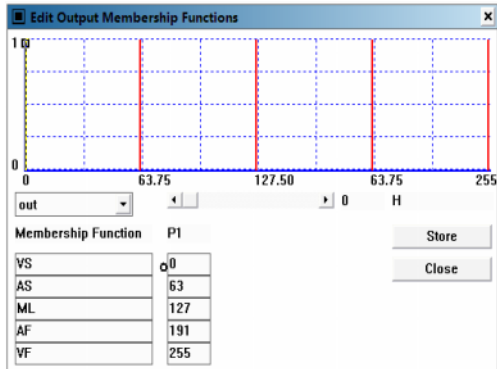 Edit Output Membership Functions
1
0
0 63.75 127.50 63.75 255
out 0 H
Membership Function P1 Store
VS 0 Close
AS 63
ML 127
AF 191
VF 255